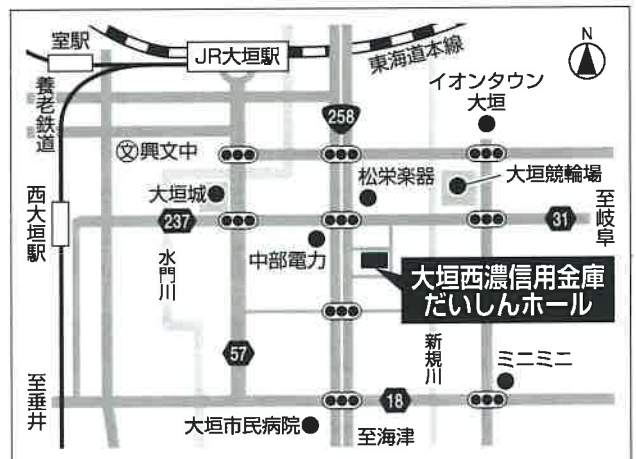 室駅
JR大垣駅
東海道本線
N
養老鉄道
イオンタウン
大垣
258
文興文中
松栄楽器
大垣競輪場
大垣城
至岐阜
西大垣駅
237
31
水門川
中部電力
大垣西濃信用金庫
だいしんホール
新規川
57
ミニミニ
至垂井
18
大垣市民病院
至海津